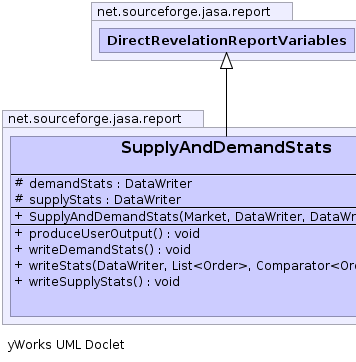 net.sourceforge.jasa.report
DirectRevelationReportVariables
net.sourceforge.jasa.report
SupplyAndDemandStats
# demandStats : DataWriter
# supplyStats : DataWriter
+ SupplyAndDemandStats(Market, DataWriter, DataWr
+ produceUserOutput() : void
+ writeDemandStats() : void
+ writeStats(DataWriter, List<Order>, Comparator<Or
+ writeSupplyStats() : void
yWorks UML Doclet